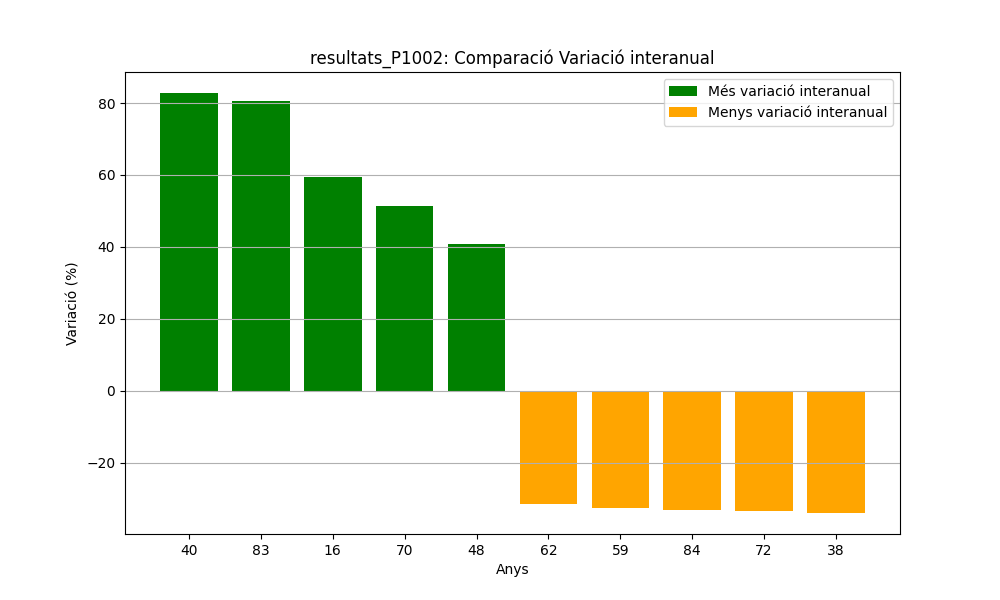 resultats_P1002: Comparació Variació interanual
Més variació interanual
Menys variació interanual
Variació (%)
80
60
40
20
0
−20
40 83 16 70 48 62 59 84 72 38
Anys